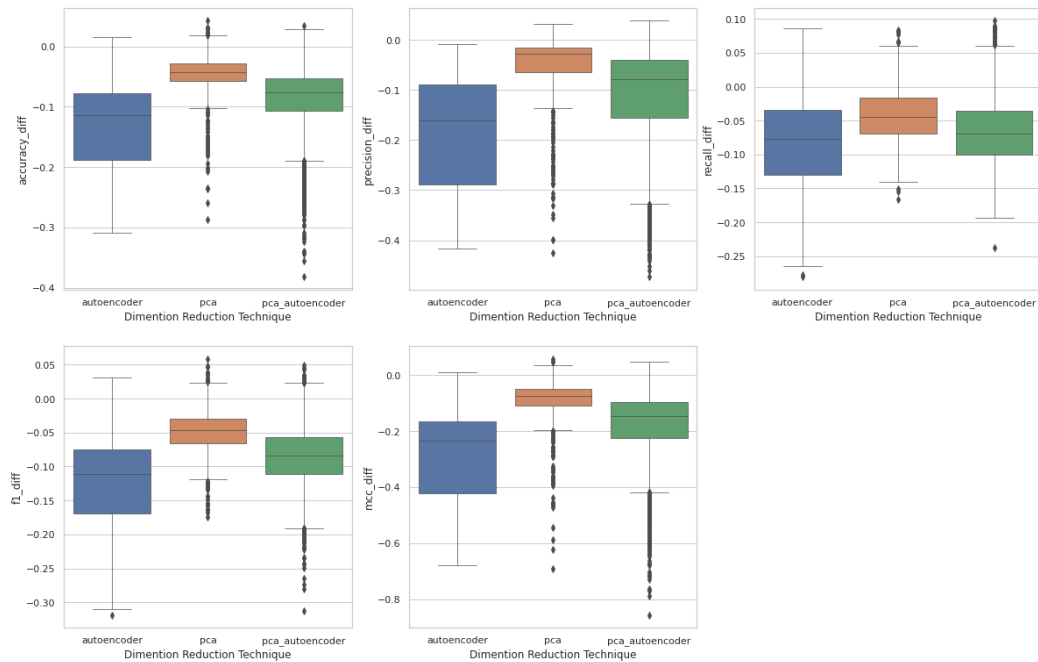 0.0
−0.1
−0.2
−0.3
−0.4
accuracy_diff
autoencoder pca pca_autoencoder
Dimention Reduction Technique
0.0
−0.1
−0.2
−0.3
−0.4
precision_diff
autoencoder pca pca_autoencoder
Dimention Reduction Technique
0.10
0.05
0.00
−0.05
−0.10
−0.15
−0.20
−0.25
recall_diff
autoencoder pca pca_autoencoder
Dimention Reduction Technique
0.05
0.00
−0.05
−0.10
−0.15
−0.20
−0.25
−0.30
f1_diff
autoencoder pca pca_autoencoder
Dimention Reduction Technique
0.0
−0.2
−0.4
−0.6
−0.8
mcc_diff
autoencoder pca pca_autoencoder
Dimention Reduction Technique